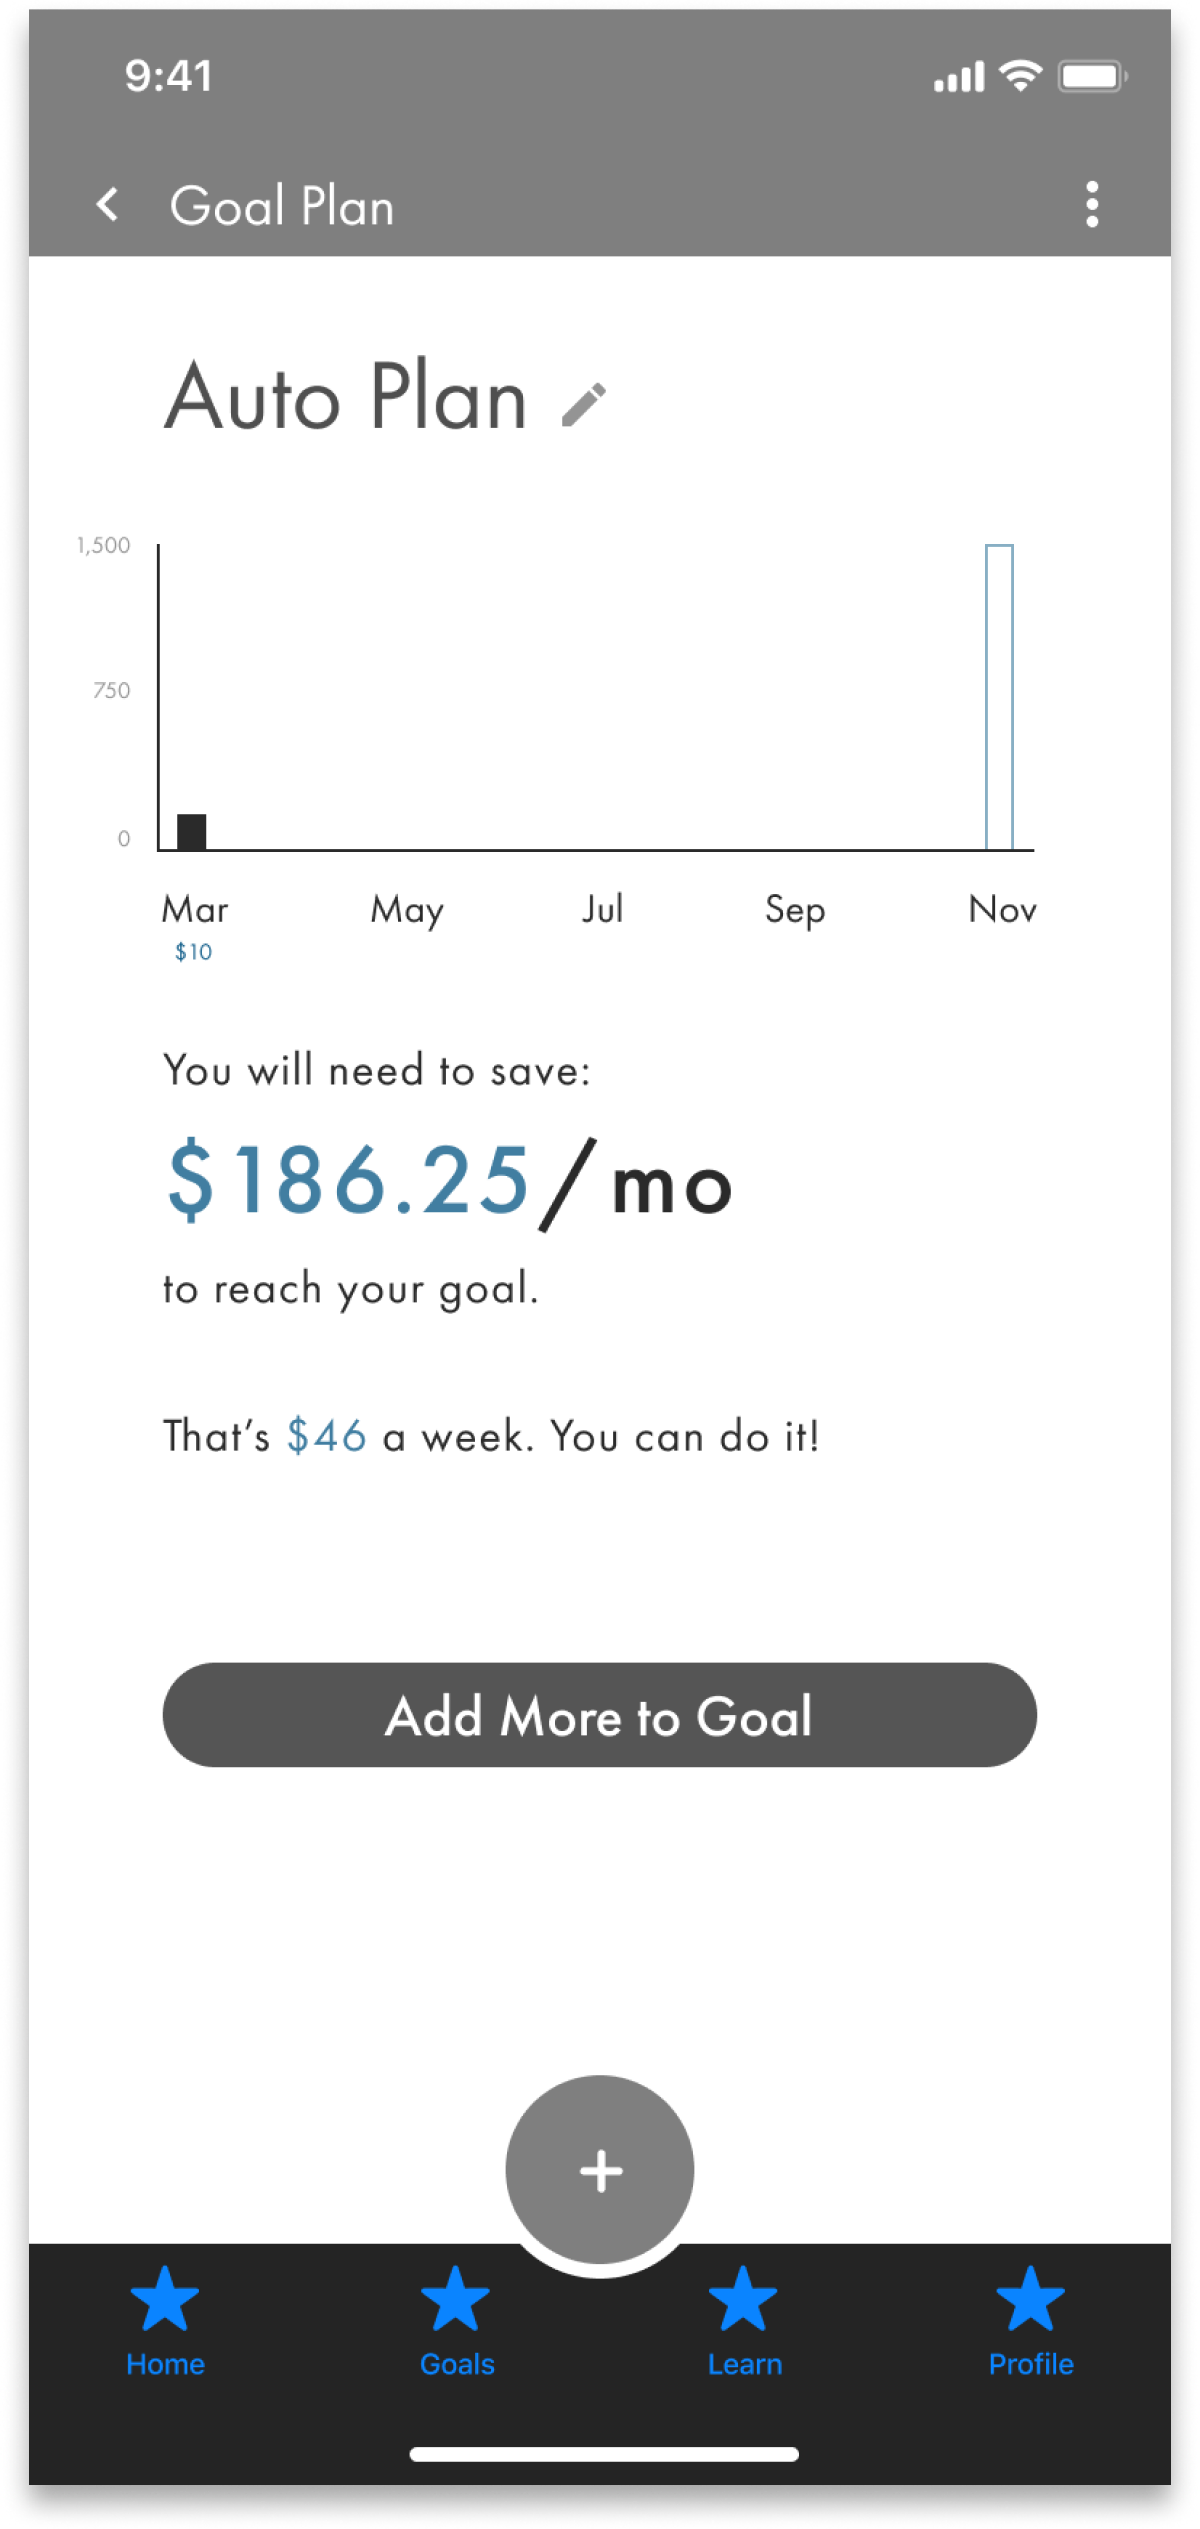 9:41
Goal Plan
Auto Plan
1,500
750
0
Mar May Jul Sep Nov
$10
You will need to save:
$186.25/mo
to reach your goal.
That's $46 a week. You can do it!
Add More to Goal
+
Home Goals Learn Profile